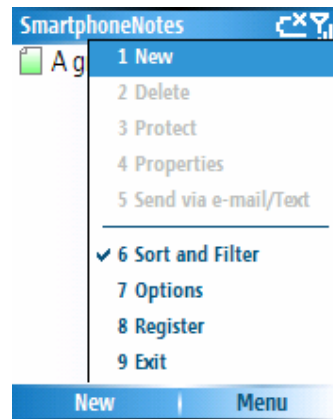 SmartphoneNotes
A g
1 New
2 Delete
3 Protect
4 Properties
5 Send via e-mail/Text
6 Sort and Filter
7 Options
8 Register
9 Exit
New Menu